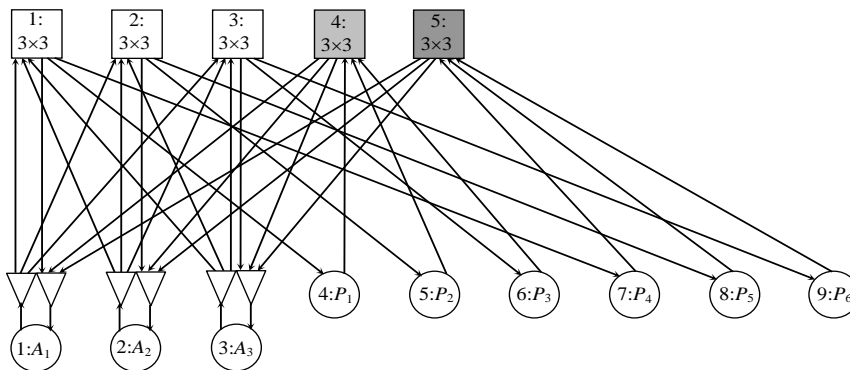 1: 2: 3: 4: 5:
3×3 3×3 3×3 3×3 3×3
4:P₁ 5:P₂ 6:P₃ 7:P₄ 8:P₅ 9:P₆
1:A₁ 2:A₂ 3:A₃